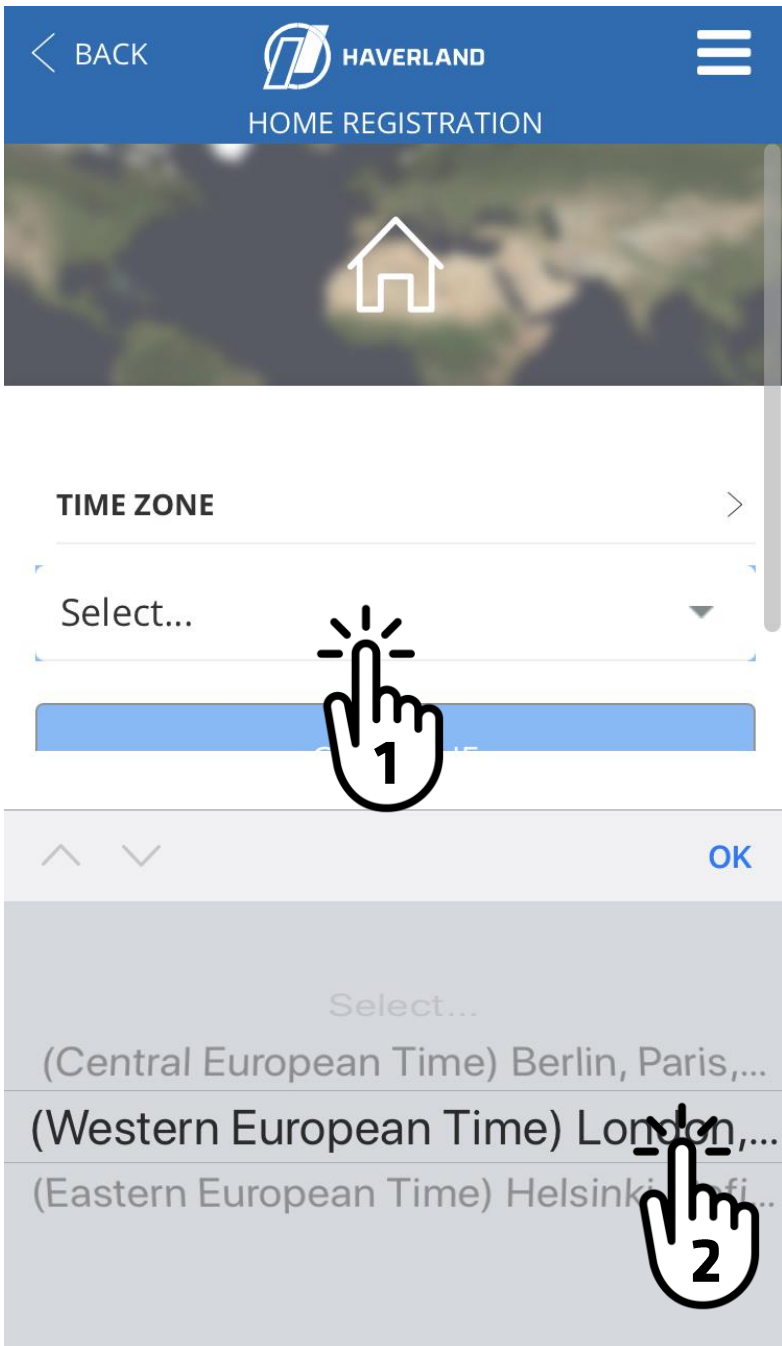 BACK
HAVERLAND
HOME REGISTRATION
TIME ZONE
Select...
1
OK
Select...
(Central European Time) Berlin, Paris,...
(Western European Time) London,...
(Eastern European Time) Helsinki
2